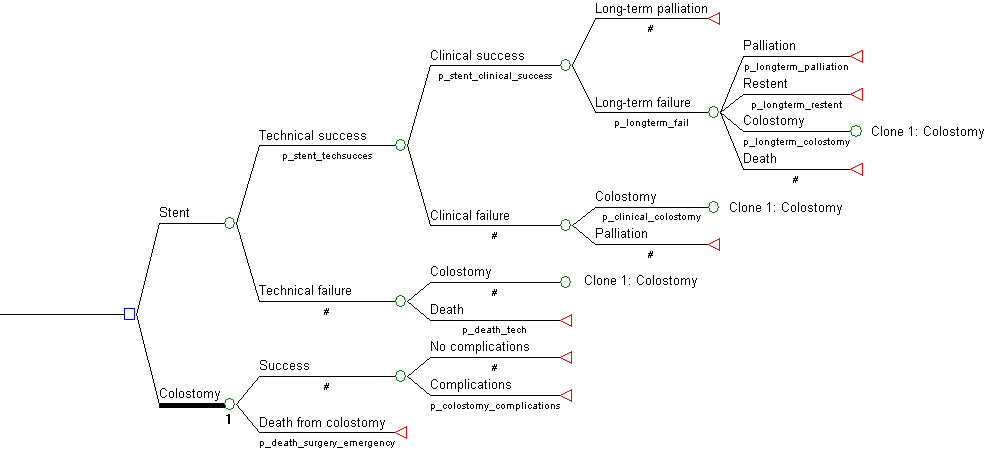 Long-term palliation
#
Clinical success
p_stent_clinical_success
Palliation
p_longterm_palliation
Restent
p_longterm_restent
Long-term failure
p_longterm_fail
Colostomy
p_longterm_colostomy
Clone 1: Colostomy
Technical success
p_stent_techsucces
Death
#
Colostomy
p_clinical_colostomy
Clone 1: Colostomy
Stent
Clinical failure
#
Palliation
#
Colostomy
#
Clone 1: Colostomy
Technical failure
#
Death
p_death_tech
No complications
#
Success
#
Complications
p_colostomy_complications
Colostomy
1
Death from colostomy
p_death_surgery_emergency